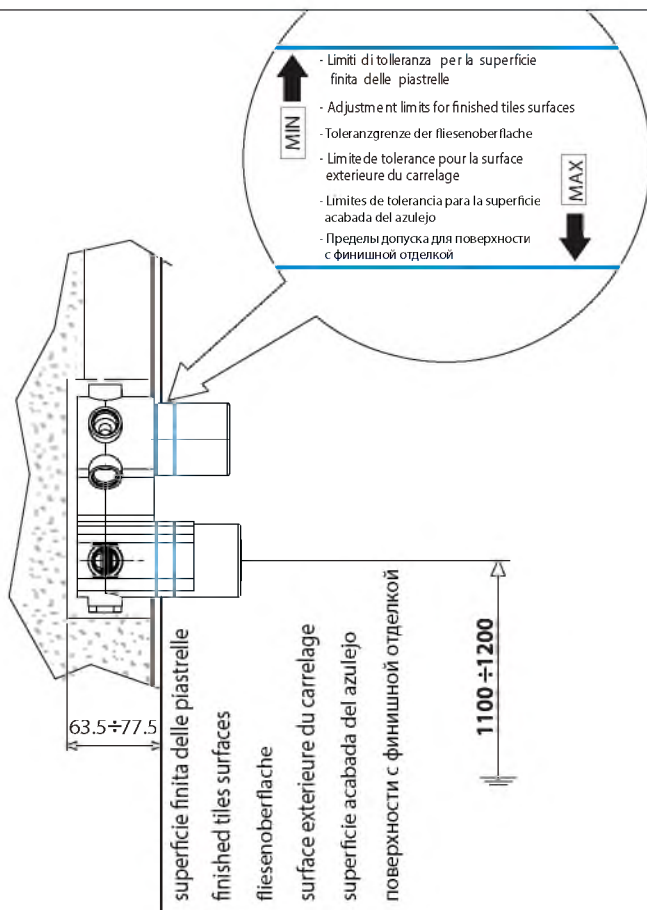 - Limiti di tolleranza per la superficie
finita delle piastrelle
- Adjustment limits for finished tiles surfaces
- Toleranzgrenze der fliesenoberflache
- Limite de tolerance pour la surface
exterieure du carrelage
- Límites de tolerancia para la superficie
acabada del azulejo
- Пределы допуска для поверхности
с финишной отделкой
MIN
MAX
63.5÷77.5
superficie finita delle piastrelle
finished tiles surfaces
fliesenoberflache
surface exterieure du carrelage
superficie acabada del azulejo
поверхности с финишной отделкой
1100 ÷1200